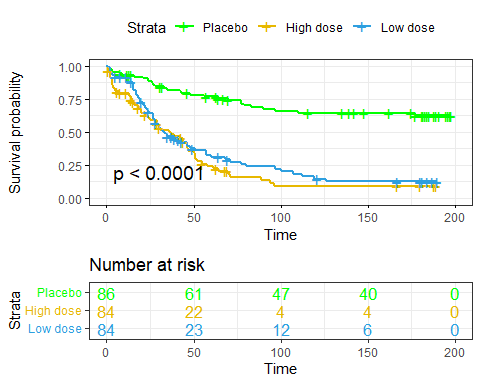 Strata Placebo High dose Low dose
Survival probability
1.00
0.75
0.50
0.25
0.00
p < 0.0001
0 50 100 150 200
Time
Number at risk
Strata
Placebo 86 61 47 40 0
High dose 84 22 4 4 0
Low dose 84 23 12 6 0
0 50 100 150 200
Time